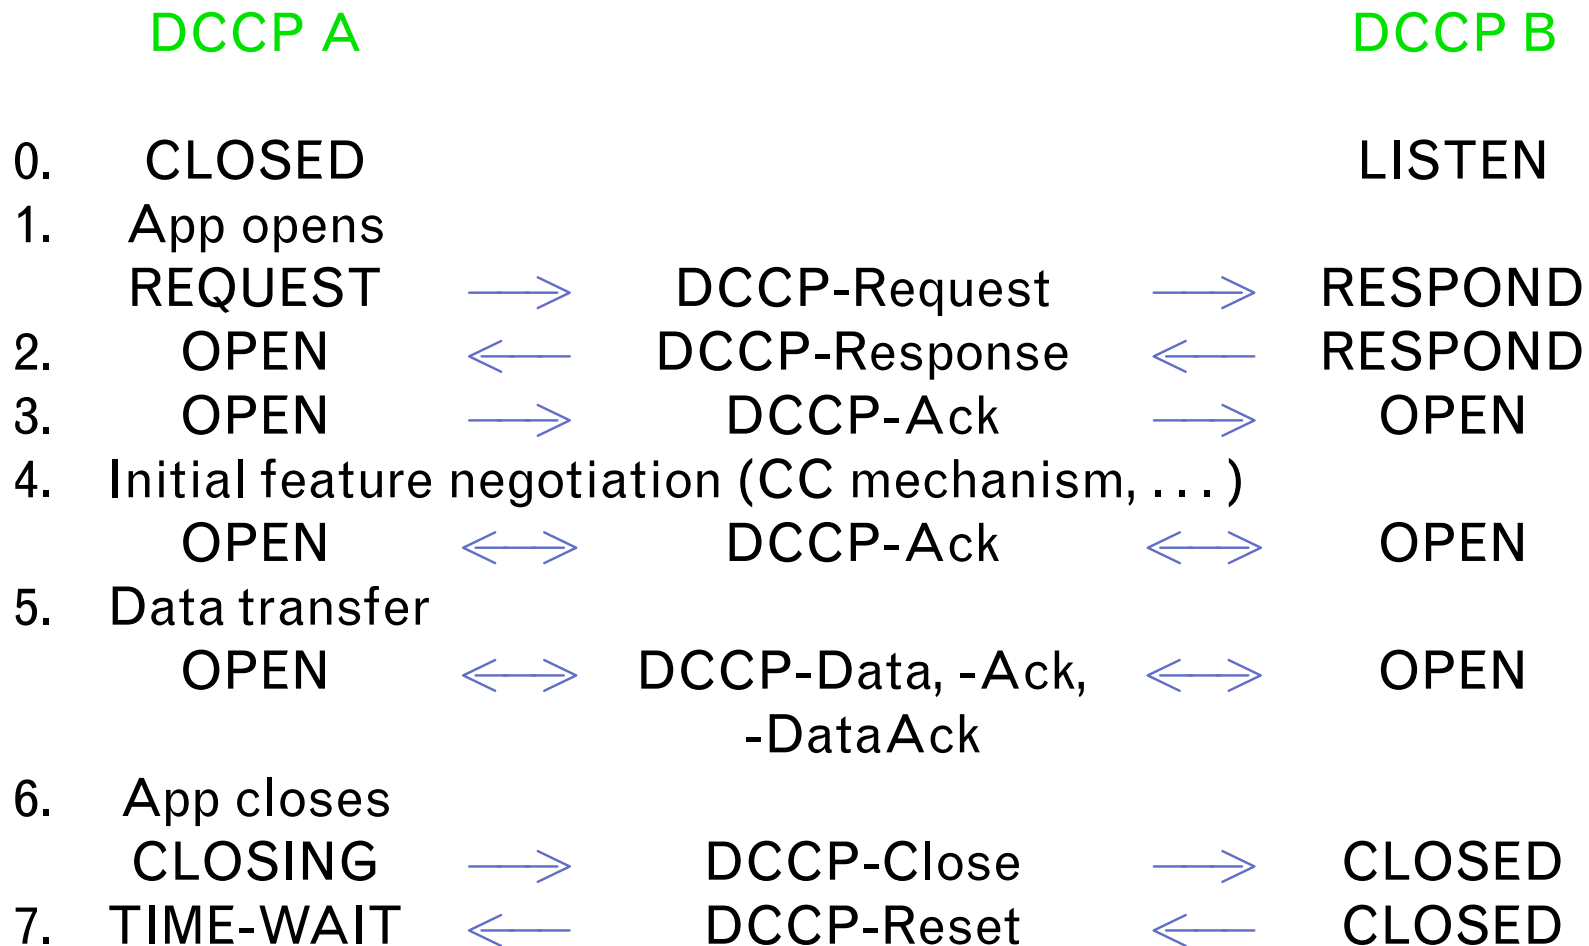 DCCP A DCCP B
0. CLOSED LISTEN
1. App opens
REQUEST DCCP-Request RESPOND
2. OPEN DCCP-Response RESPOND
3. OPEN DCCP-Ack OPEN
4. Initial feature negotiation (CC mechanism, . . . )
OPEN DCCP-Ack OPEN
5. Data transfer
OPEN DCCP-Data, -Ack, OPEN
-DataAck
6. App closes
CLOSING DCCP-Close CLOSED
7. TIME-WAIT DCCP-Reset CLOSED